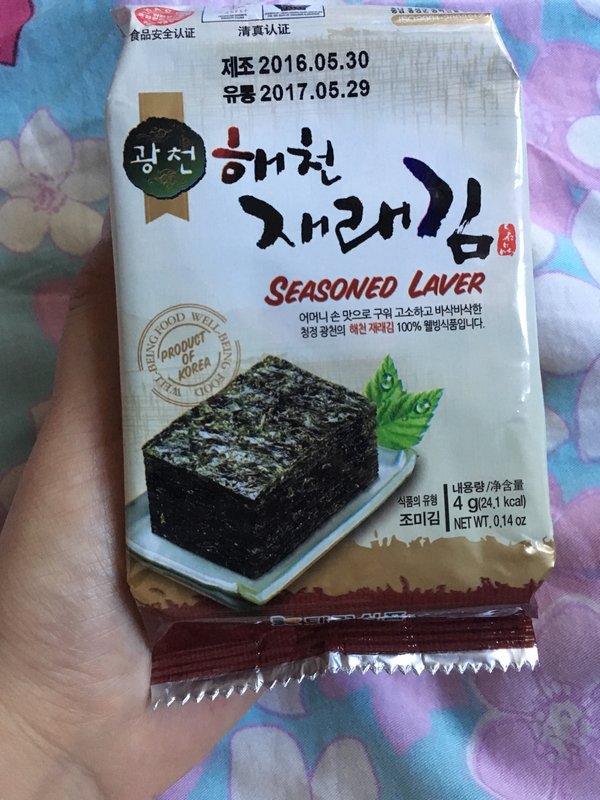 食品安全认证
清真认证
제조 2016.05.30
유통 2017.05.29
광천
해천
재래김
SEASONED LAVER
어머니 손 맛으로 구워 고소하고 바삭바삭한
청정 광천의 해천 재래김 100% 웰빙식품입니다.
WELL-BEING FOOD WELL-BEING FOOD
PRODUCT
OF
KOREA
식품의 유형
조미김
내용량/净含量
4 g(24.1 kcal)
NET WT. 0.14 oz